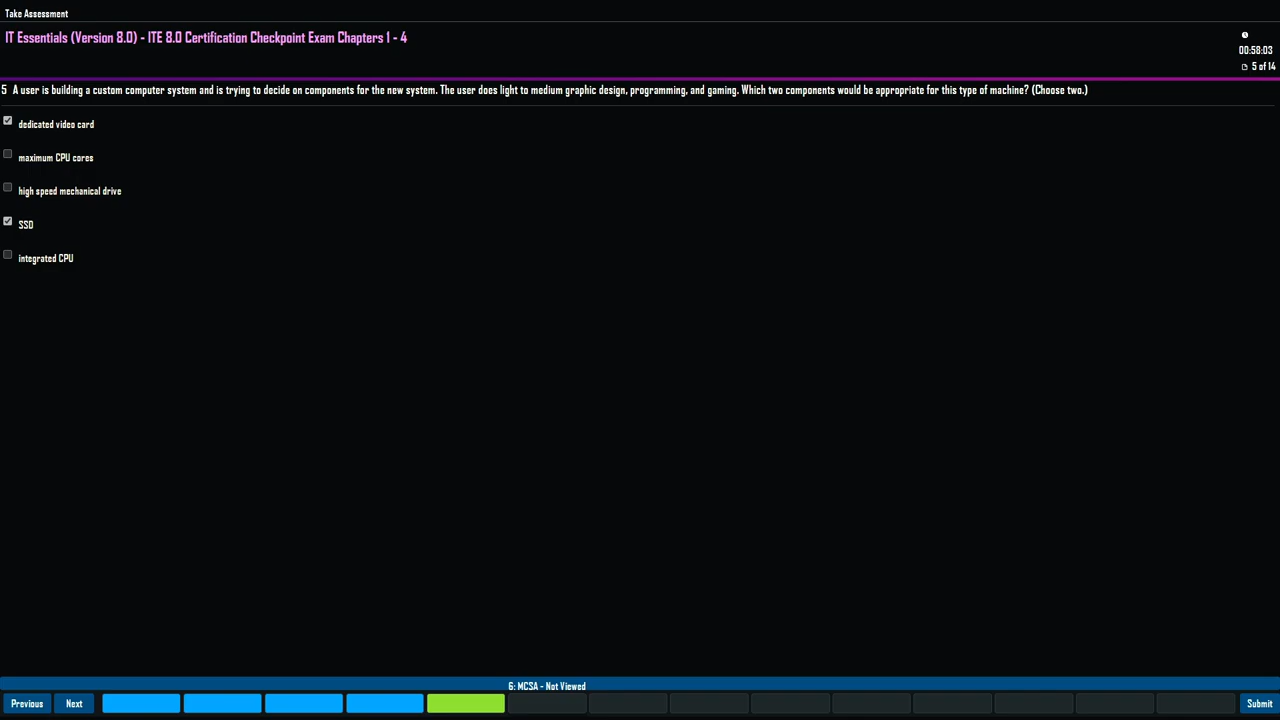 Take Assessment
IT Essentials (Version 8.0) - ITE 8.0 Certification Checkpoint Exam Chapters 1 - 4
00:58:03
5 of 14
5 A user is building a custom computer system and is trying to decide on components for the new system. The user does light to medium graphic design, programming, and gaming. Which two components would be appropriate for this type of machine? (Choose two.)
dedicated video card
maximum CPU cores
high speed mechanical drive
SSD
integrated CPU
6: MCSA - Not Viewed
Previous Next Submit